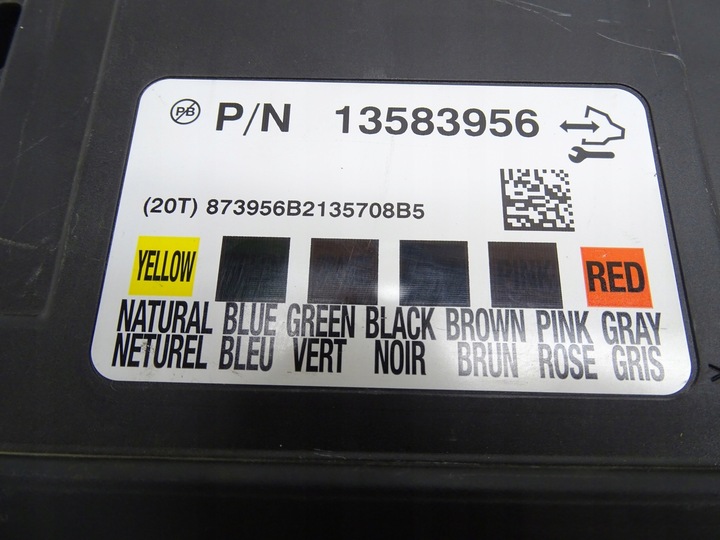 PB P/N 13583956
(20T) 873956B2135708B5
YELLOW RED
NATURAL BLUE GREEN BLACK BROWN PINK GRAY
NETUREL BLEU VERT NOIR BRUN ROSE GRIS